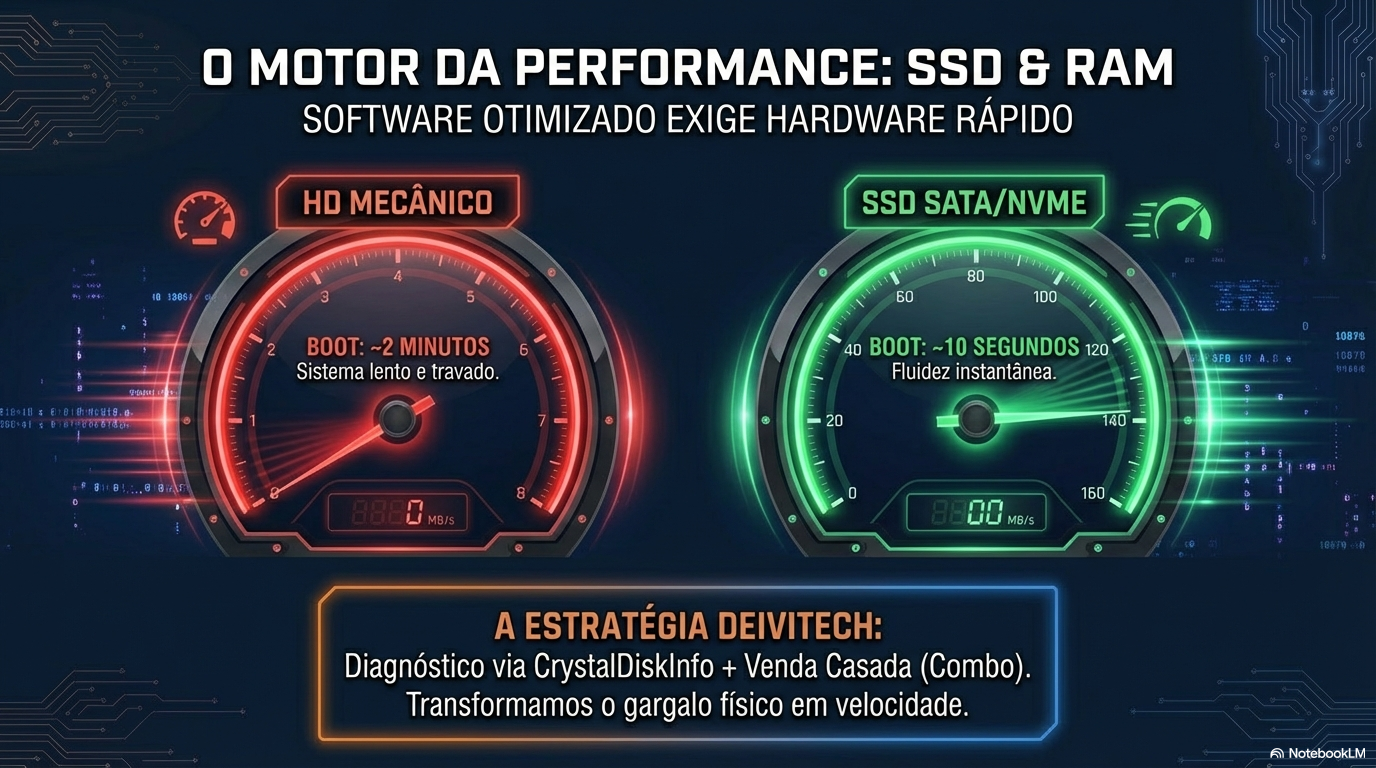 O MOTOR DA PERFORMANCE: SSD & RAM
SOFTWARE OTIMIZADO EXIGE HARDWARE RÁPIDO
HD MECÂNICO
4
3
5
2
6
1
7
8
BOOT: ~2 MINUTOS
Sistema lento e travado.
0 MB/s
SSD SATA/NVME
80
60
100
40
120
20
140
0
160
BOOT: ~10 SEGUNDOS
Fluidez instantânea.
00 MB/s
A ESTRATÉGIA DEIVITECH:
Diagnóstico via CrystalDiskInfo + Venda Casada (Combo).
Transformamos o gargalo físico em velocidade.
NotebookLM